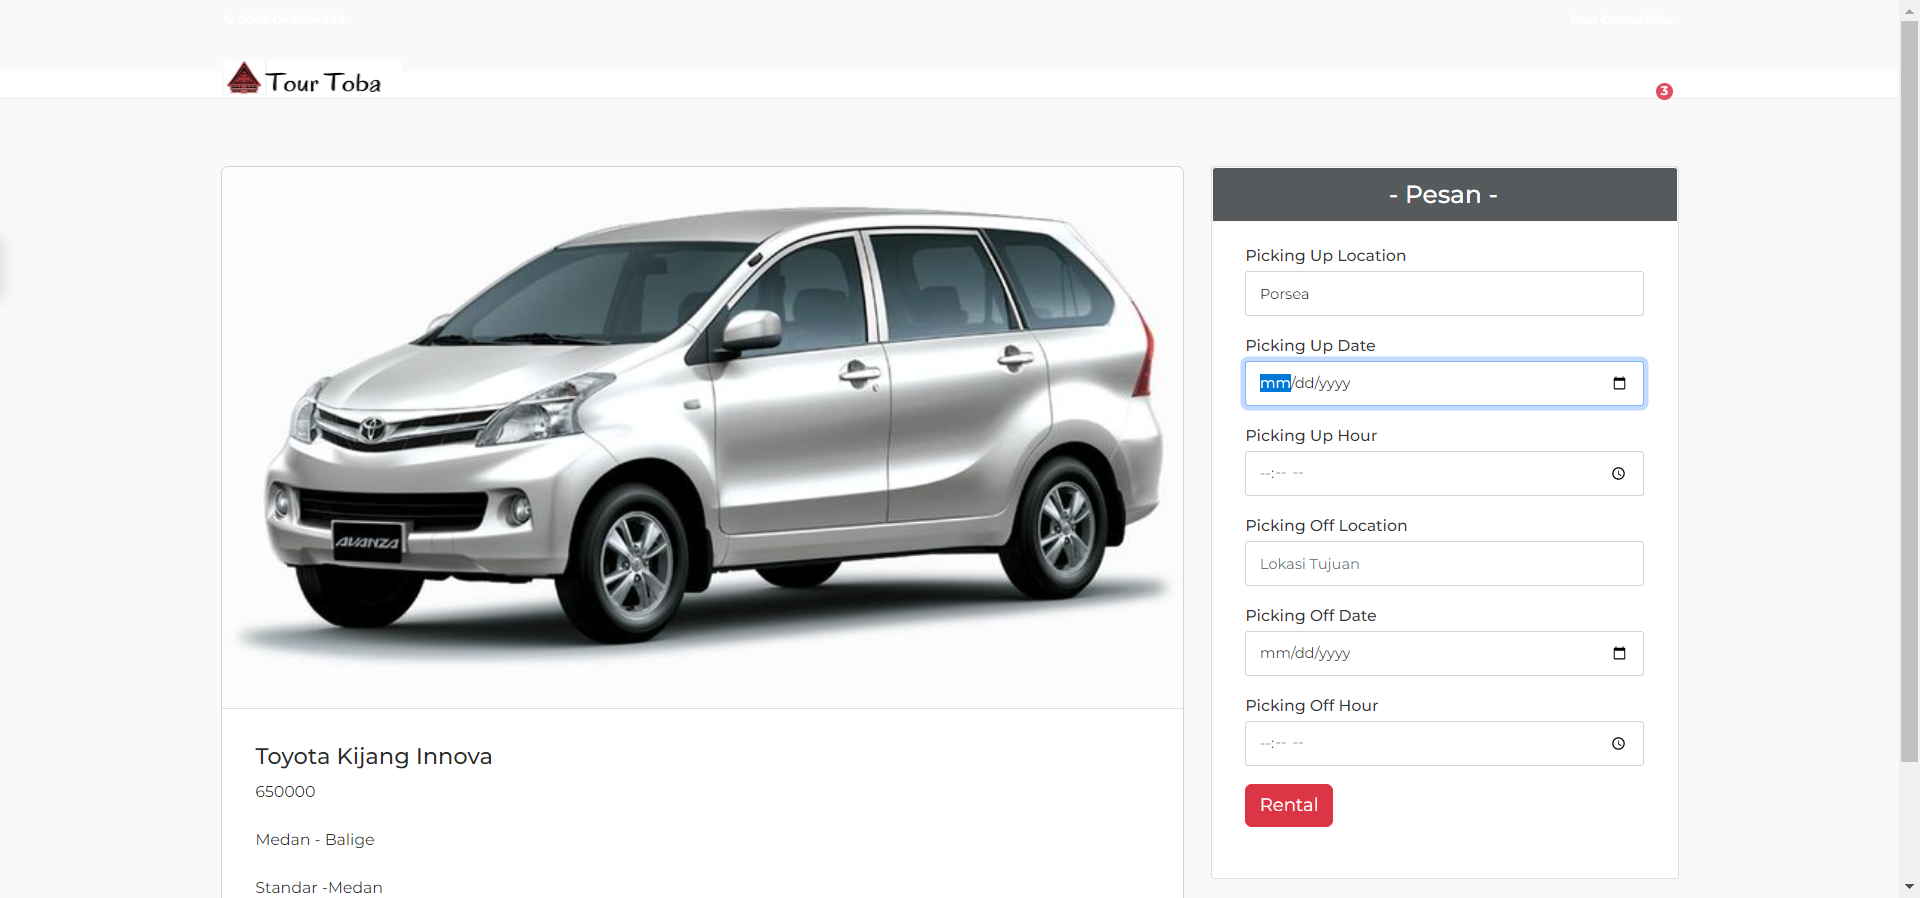 Tour Toba
3
AVANZA
Toyota Kijang Innova
650000
Medan - Balige
Standar -Medan
- Pesan -
Picking Up Location
Porsea
Picking Up Date
mm/dd/yyyy
Picking Up Hour
--:-- --
Picking Off Location
Lokasi Tujuan
Picking Off Date
mm/dd/yyyy
Picking Off Hour
--:-- --
Rental